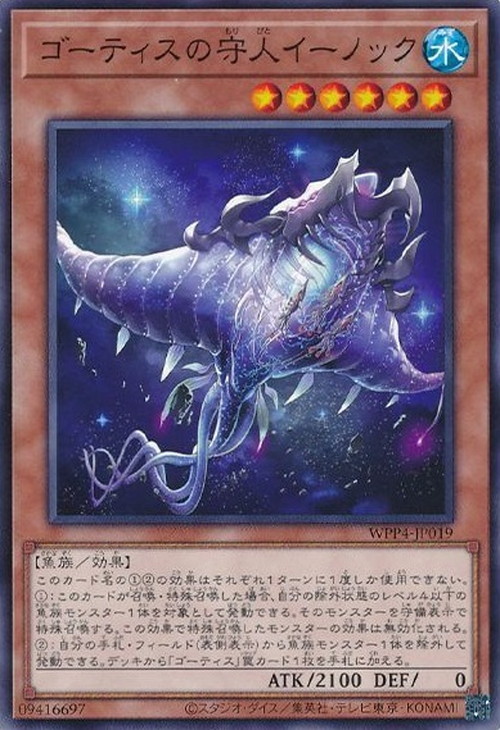 ゴーティスの守人イーノック
水
WPP4-JP019
【魚族/効果】
このカード名の①②の効果はそれぞれ1ターンに1度しか使用できない。
①:このカードが召喚・特殊召喚した場合、自分の除外状態のレベル4以下の
魚族モンスター1体を対象として発動できる。そのモンスターを守備表示で
特殊召喚する。この効果で特殊召喚したモンスターの効果は無効化される。
②:自分の手札・フィールド(表側表示)から魚族モンスター1体を除外して
発動できる。デッキから「ゴーティス」罠カード1枚を手札に加える。
ATK/2100 DEF/ 0
09416697 ©スタジオ・ダイス/集英社・テレビ東京・KONAMI